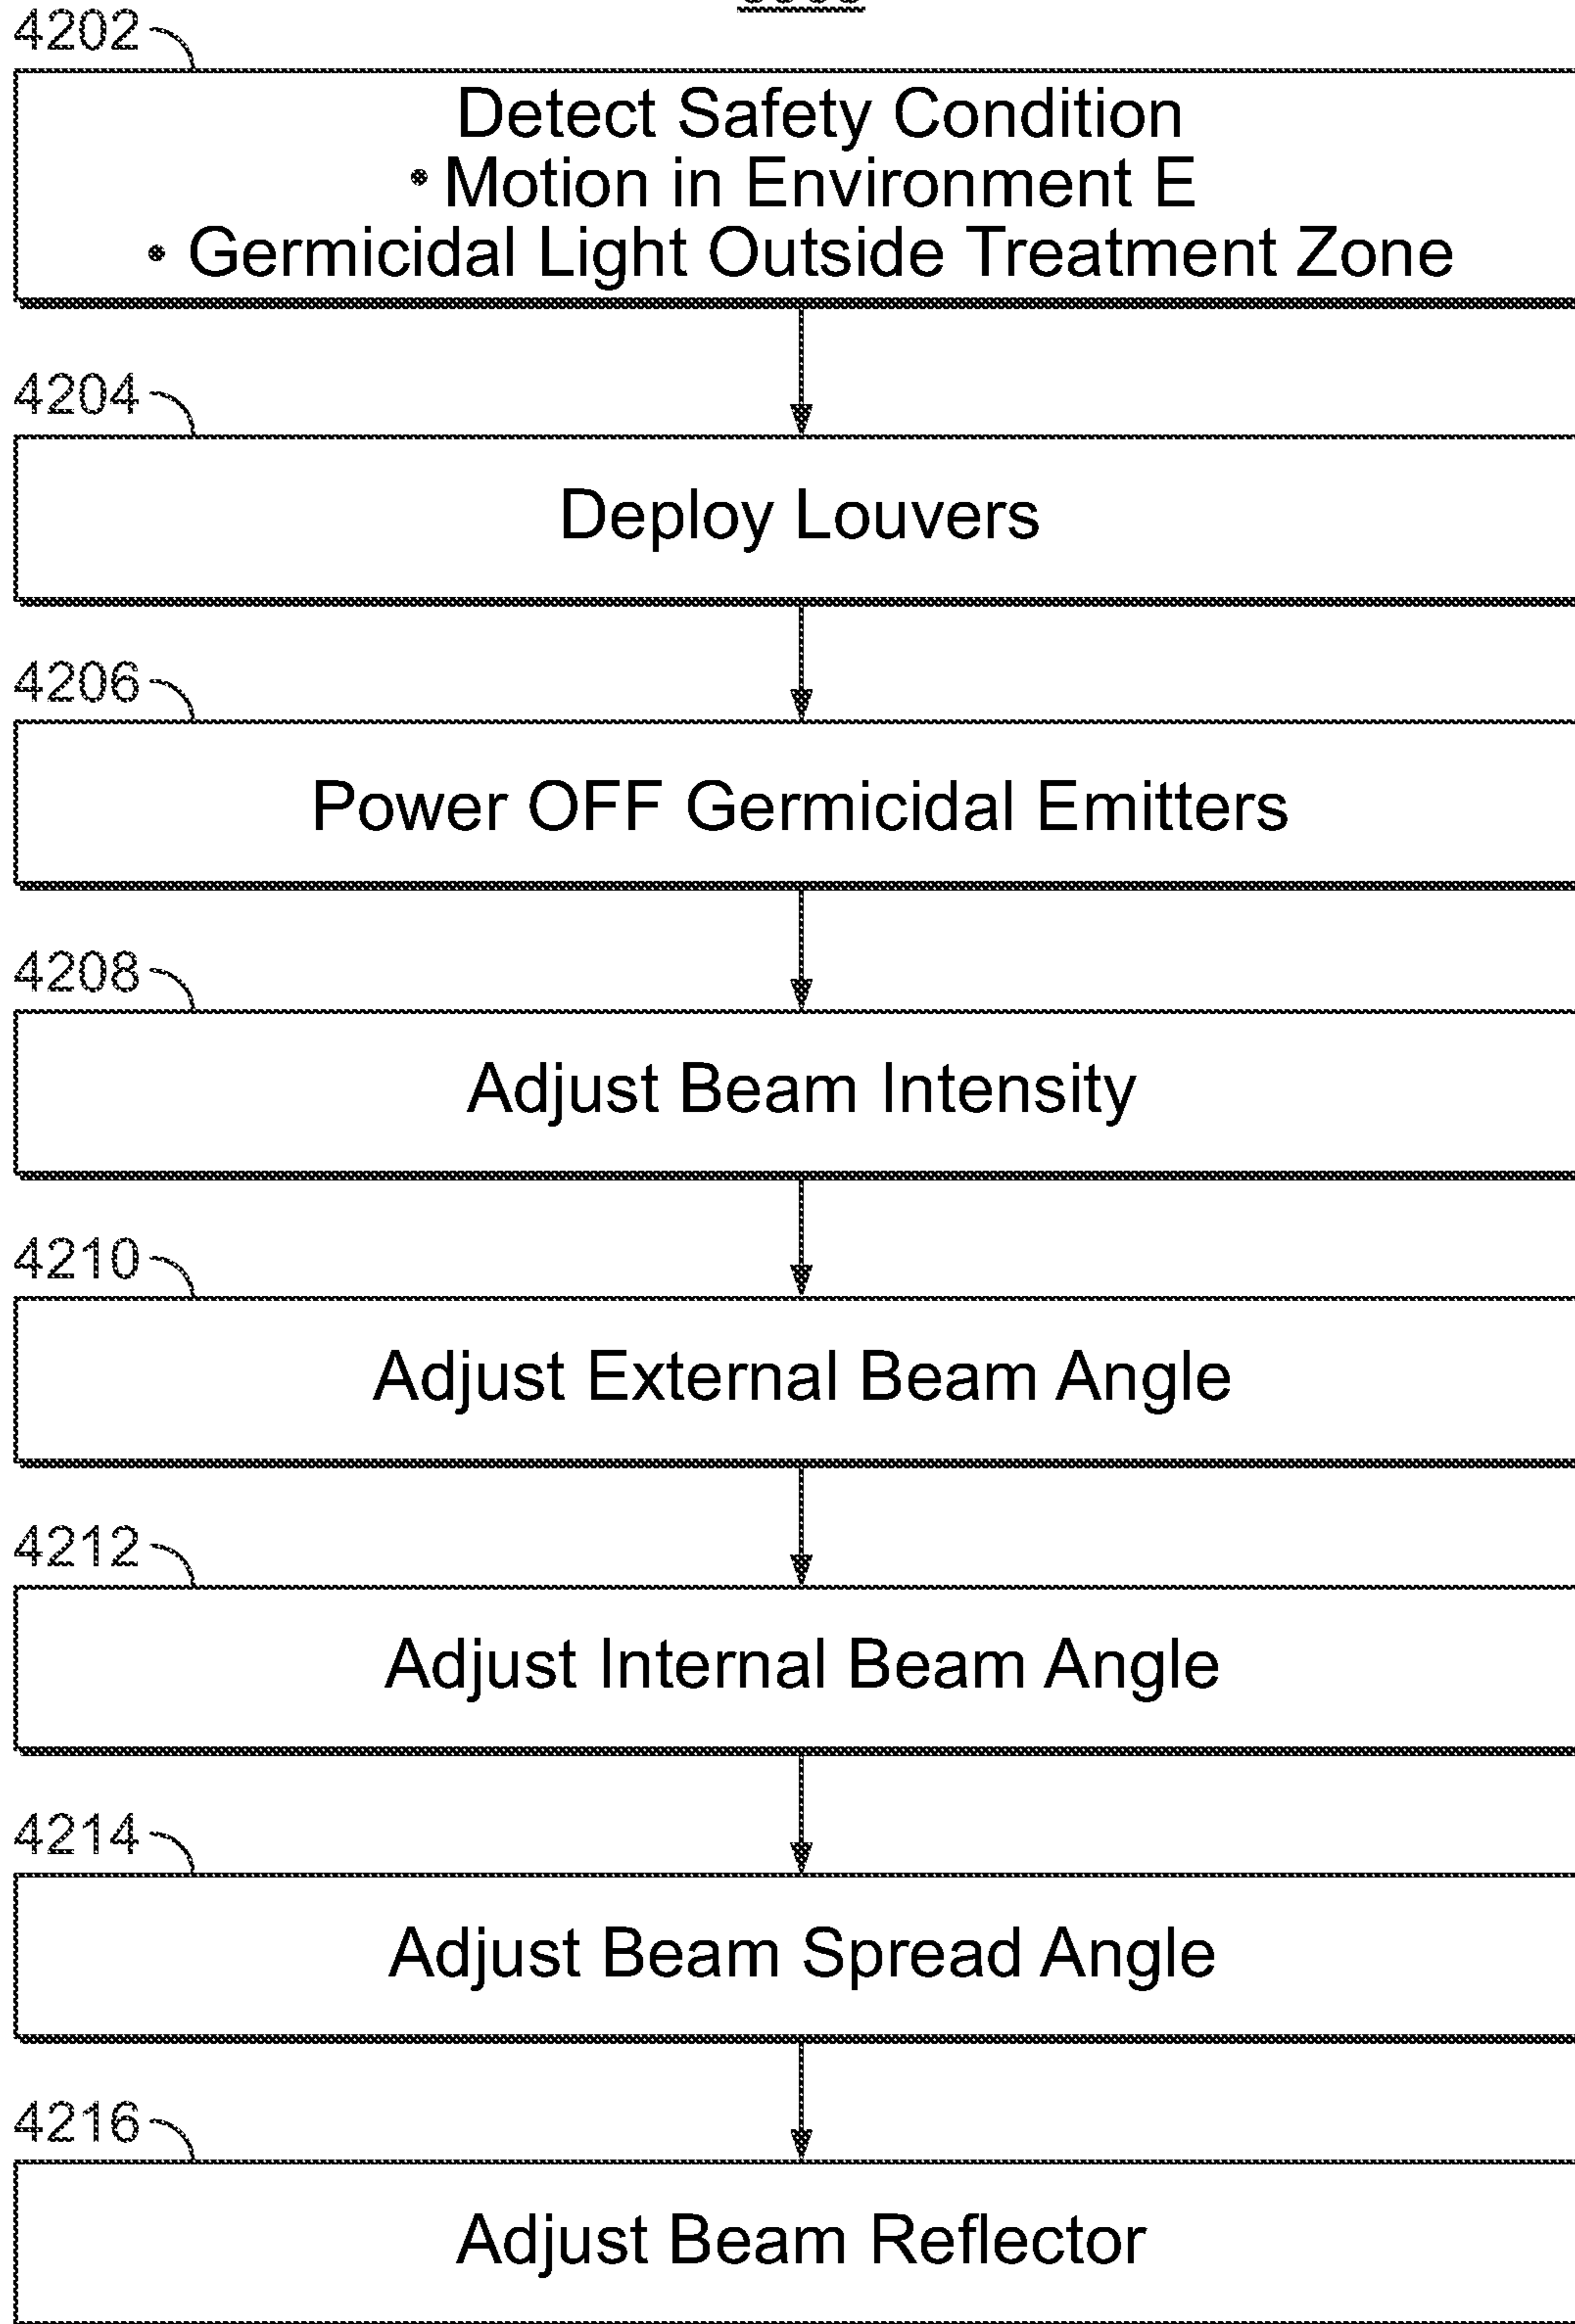 4202
Detect Safety Condition
• Motion in Environment E
• Germicidal Light Outside Treatment Zone
4204
Deploy Louvers
4206
Power OFF Germicidal Emitters
4208
Adjust Beam Intensity
4210
Adjust External Beam Angle
4212
Adjust Internal Beam Angle
4214
Adjust Beam Spread Angle
4216
Adjust Beam Reflector